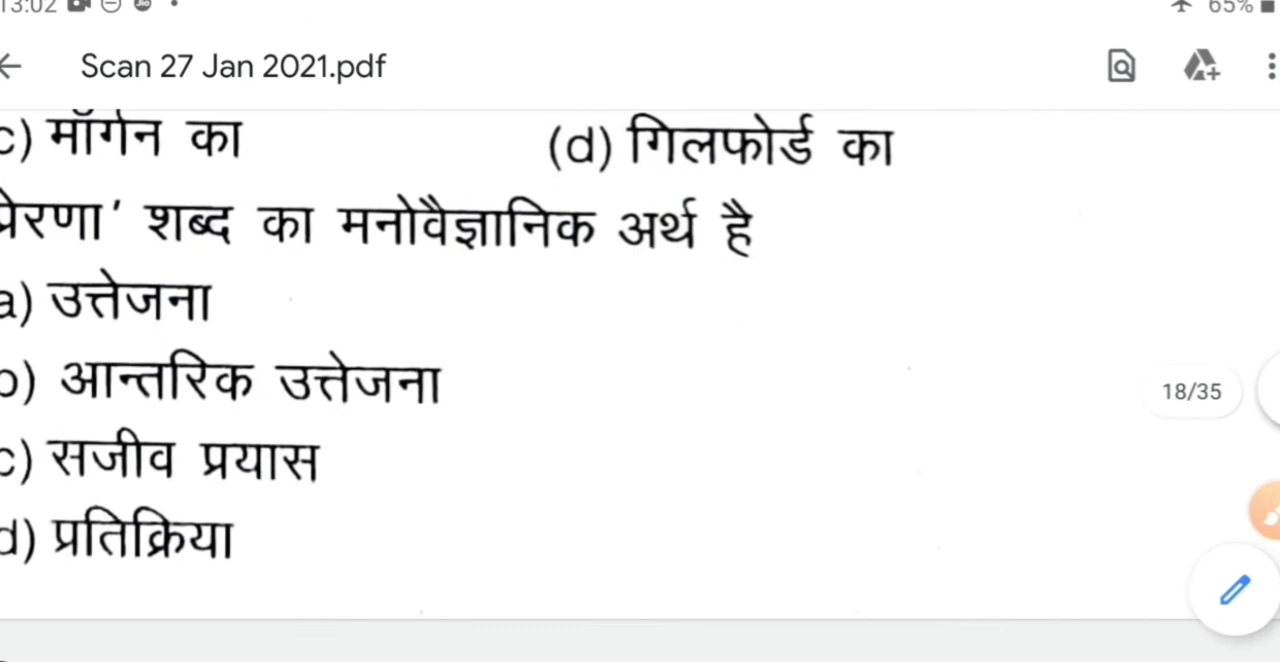 13:02 65%
Scan 27 Jan 2021.pdf
c) मॉर्गन का (d) गिलफोर्ड का
प्रेरणा' शब्द का मनोवैज्ञानिक अर्थ है
a) उत्तेजना
b) आन्तरिक उत्तेजना
18/35
c) सजीव प्रयास
d) प्रतिक्रिया